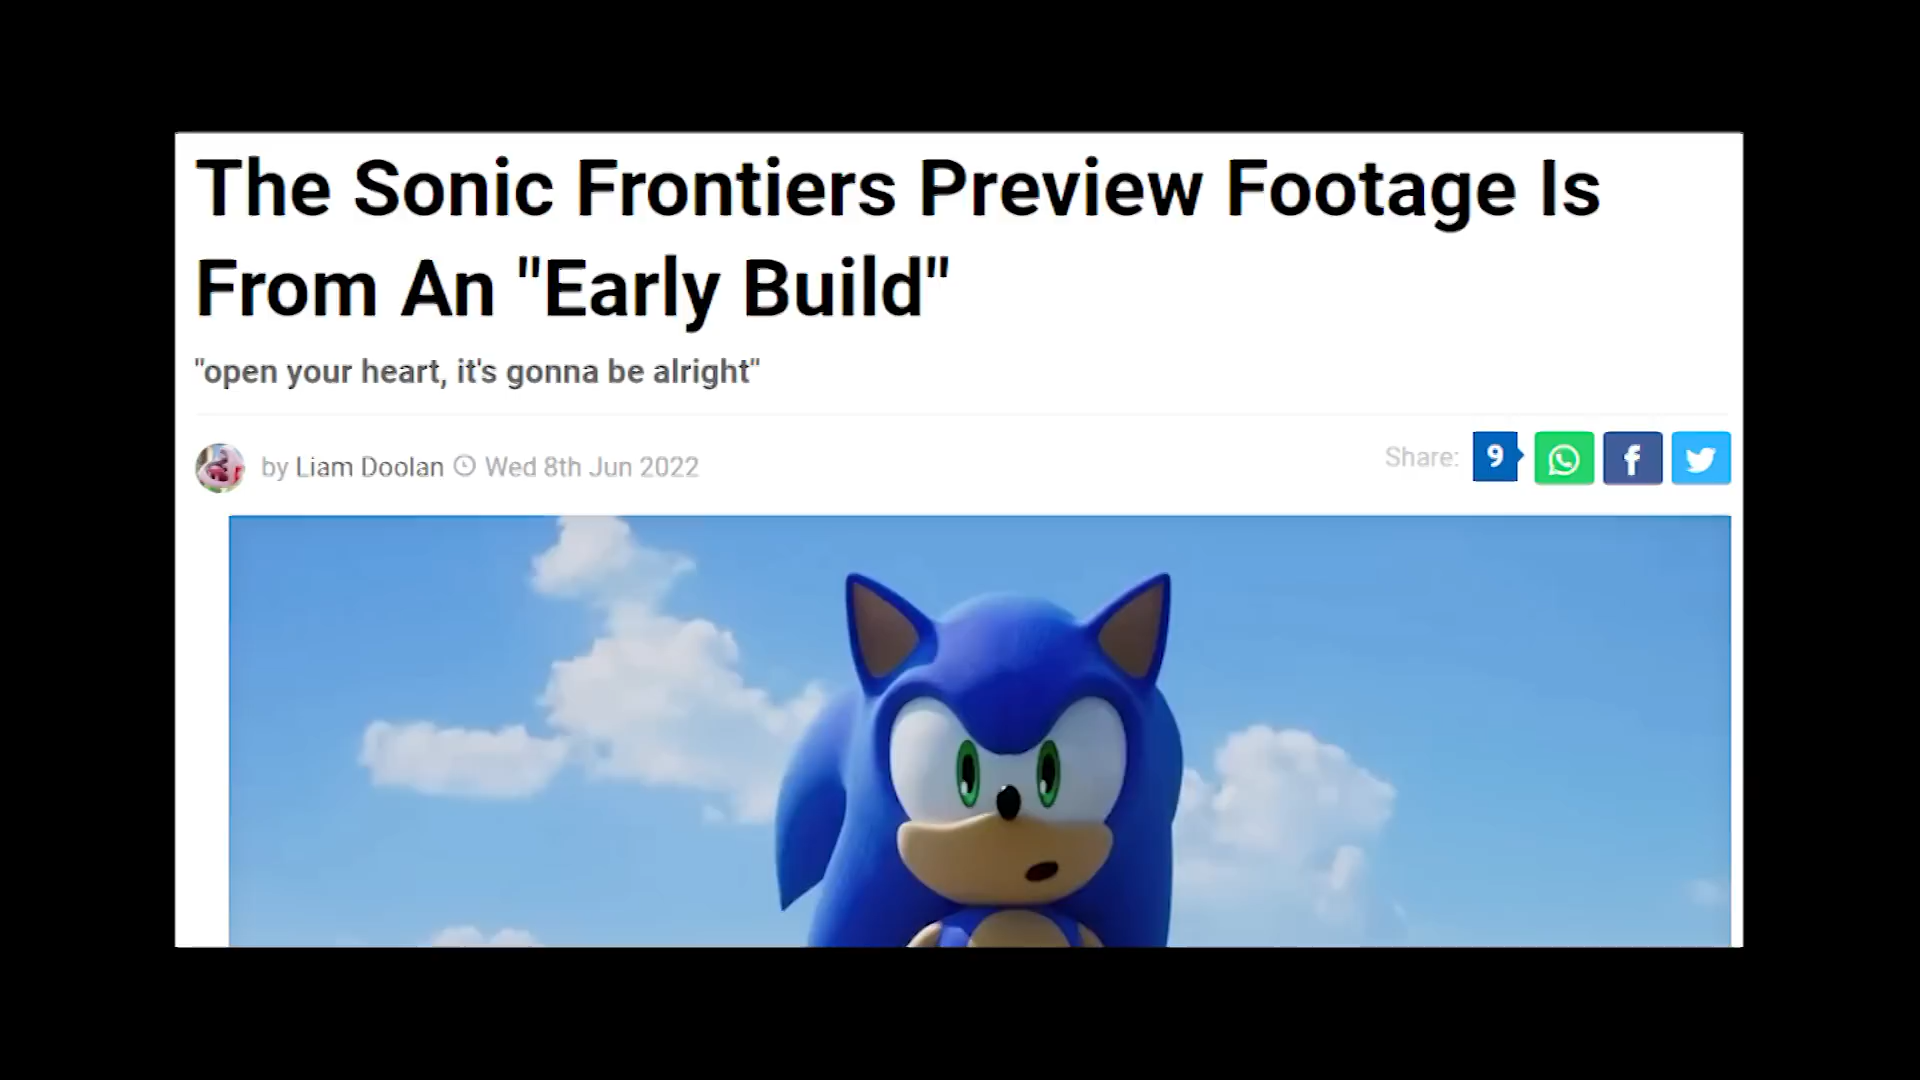 The Sonic Frontiers Preview Footage Is
From An "Early Build"
"open your heart, it's gonna be alright"
by Liam Doolan Wed 8th Jun 2022
Share: 9